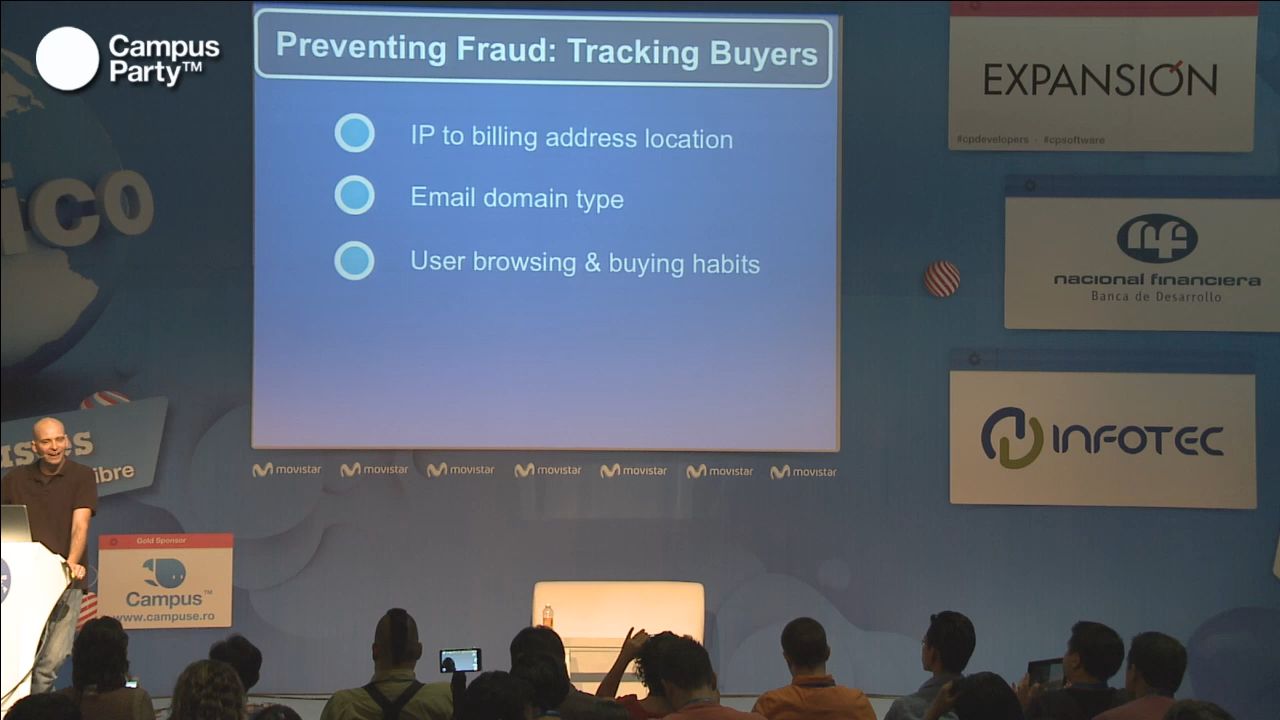 Campus
Party™
Preventing Fraud: Tracking Buyers
IP to billing address location
Email domain type
User browsing & buying habits
EXPANSIÓN
#cpdevelopers · #cpsoftware
nf
nacional financiera
Banca de Desarrollo
INFOTEC
ico
ibre
movistar movistar movistar movistar movistar movistar movistar
Gold Sponsor
Campus™
www.campuse.ro